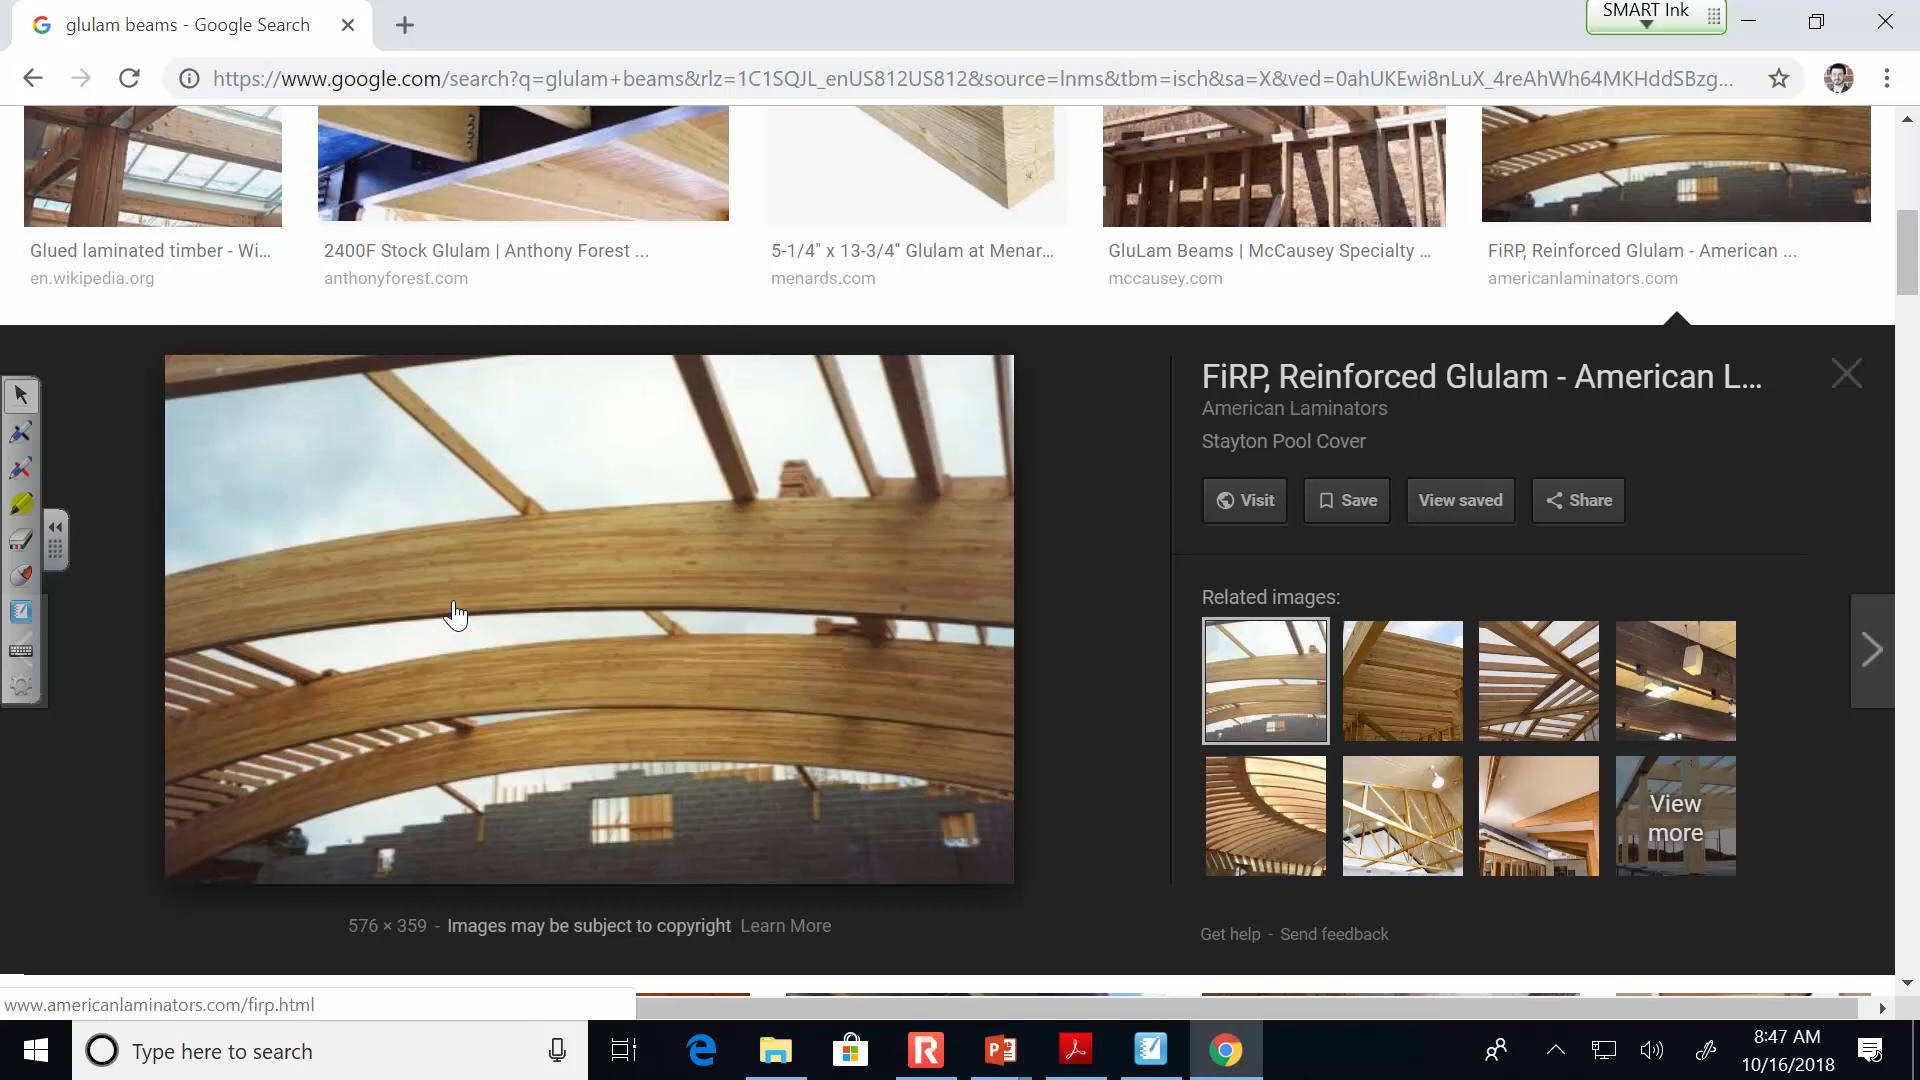 glulam beams - Google Search
SMART Ink
https://www.google.com/search?q=glulam+beams&rlz=1C1SQJL_enUS812US812&source=lnms&tbm=isch&sa=X&ved=0ahUKEwi8nLuX_4reAhWh64MKHddSBzg...
Glued laminated timber - Wi...
en.wikipedia.org
2400F Stock Glulam | Anthony Forest ...
anthonyforest.com
5-1/4" x 13-3/4" Glulam at Menar...
menards.com
GluLam Beams | McCausey Specialty ...
mccausey.com
FiRP, Reinforced Glulam - American ...
americanlaminators.com
FiRP, Reinforced Glulam - American L...
American Laminators
Stayton Pool Cover
Visit
Save
View saved
Share
Related images:
View
more
576 × 359 - Images may be subject to copyright Learn More
Get help - Send feedback
www.americanlaminators.com/firp.html
Type here to search
8:47 AM
10/16/2018